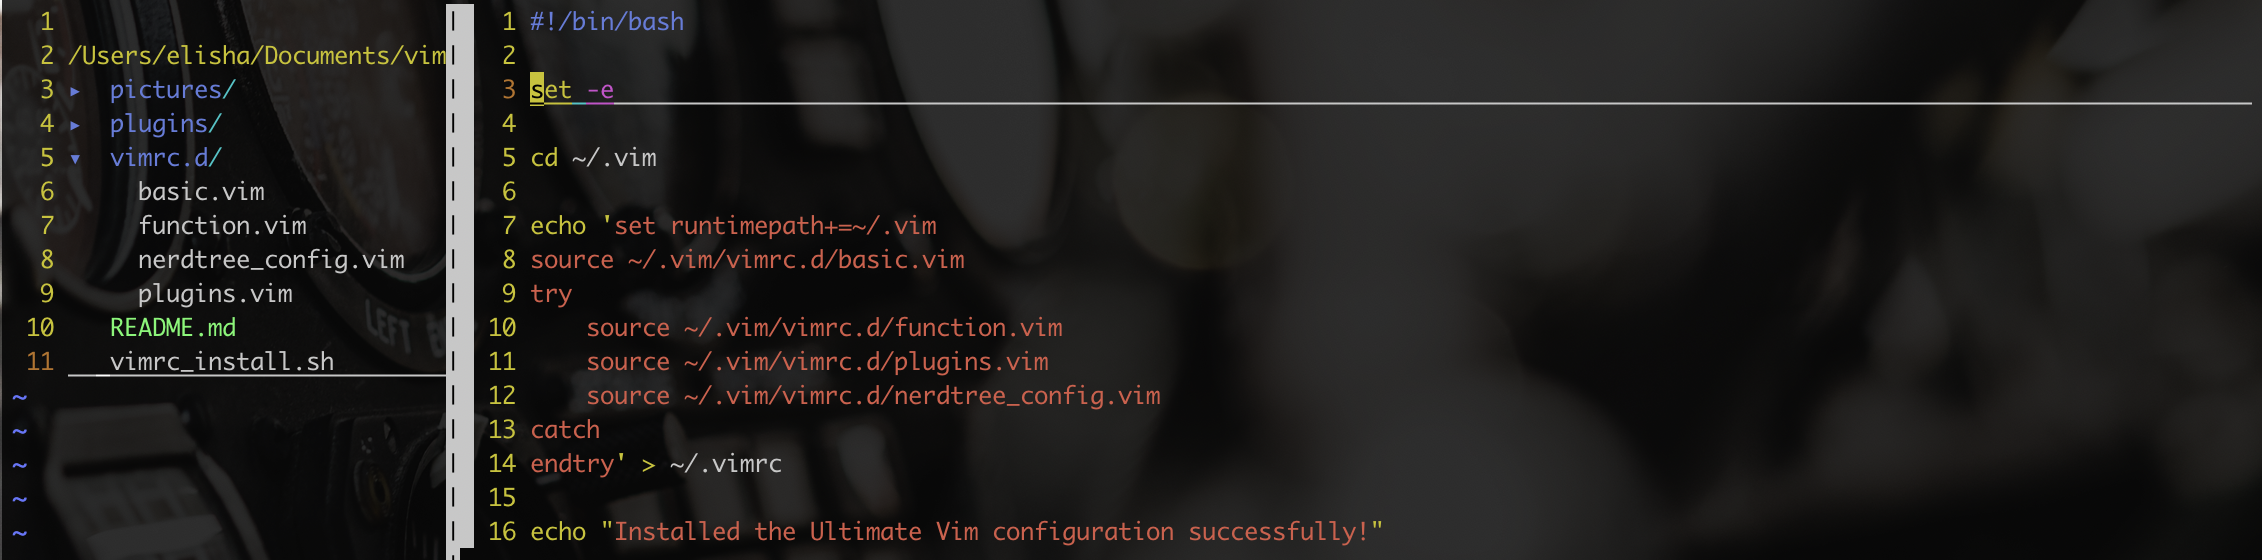 1
2 /Users/elisha/Documents/vim
3 ▸ pictures/
4 ▸ plugins/
5 ▾ vimrc.d/
6 basic.vim
7 function.vim
8 nerdtree_config.vim
9 plugins.vim
10 README.md
11 vimrc_install.sh
~
~
~
~
~
1 #!/bin/bash
2
3 set -e
4
5 cd ~/.vim
6
7 echo 'set runtimepath+=~/.vim
8 source ~/.vim/vimrc.d/basic.vim
9 try
10     source ~/.vim/vimrc.d/function.vim
11     source ~/.vim/vimrc.d/plugins.vim
12     source ~/.vim/vimrc.d/nerdtree_config.vim
13 catch
14 endtry' > ~/.vimrc
15
16 echo "Installed the Ultimate Vim configuration successfully!"
LEFT